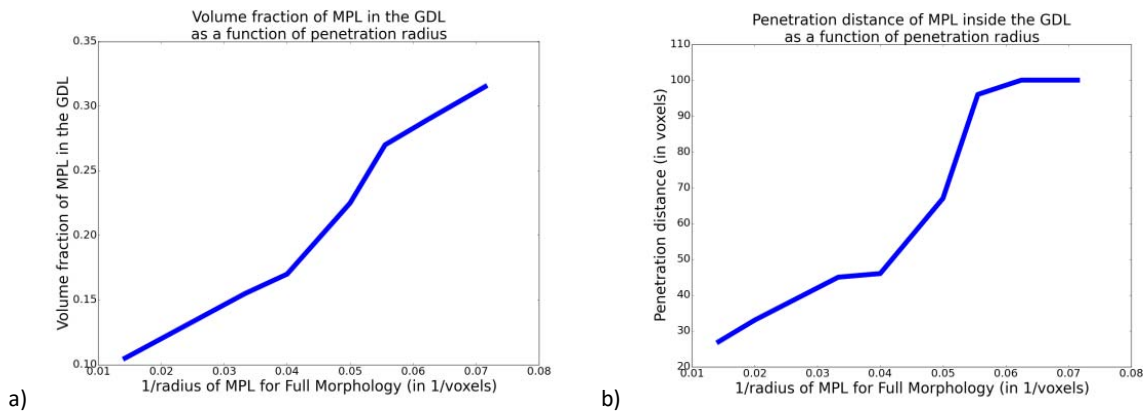 Volume fraction of MPL in the GDL
as a function of penetration radius
0.35
0.30
0.25
0.20
0.15
0.10
Volume fraction of MPL in the GDL
0.01 0.02 0.03 0.04 0.05 0.06 0.07 0.08
1/radius of MPL for Full Morphology (in 1/voxels)
a)
Penetration distance of MPL inside the GDL
as a function of penetration radius
110
100
90
80
70
60
50
40
30
20
Penetration distance (in voxels)
0.01 0.02 0.03 0.04 0.05 0.06 0.07 0.08
1/radius of MPL for Full Morphology (in 1/voxels)
b)